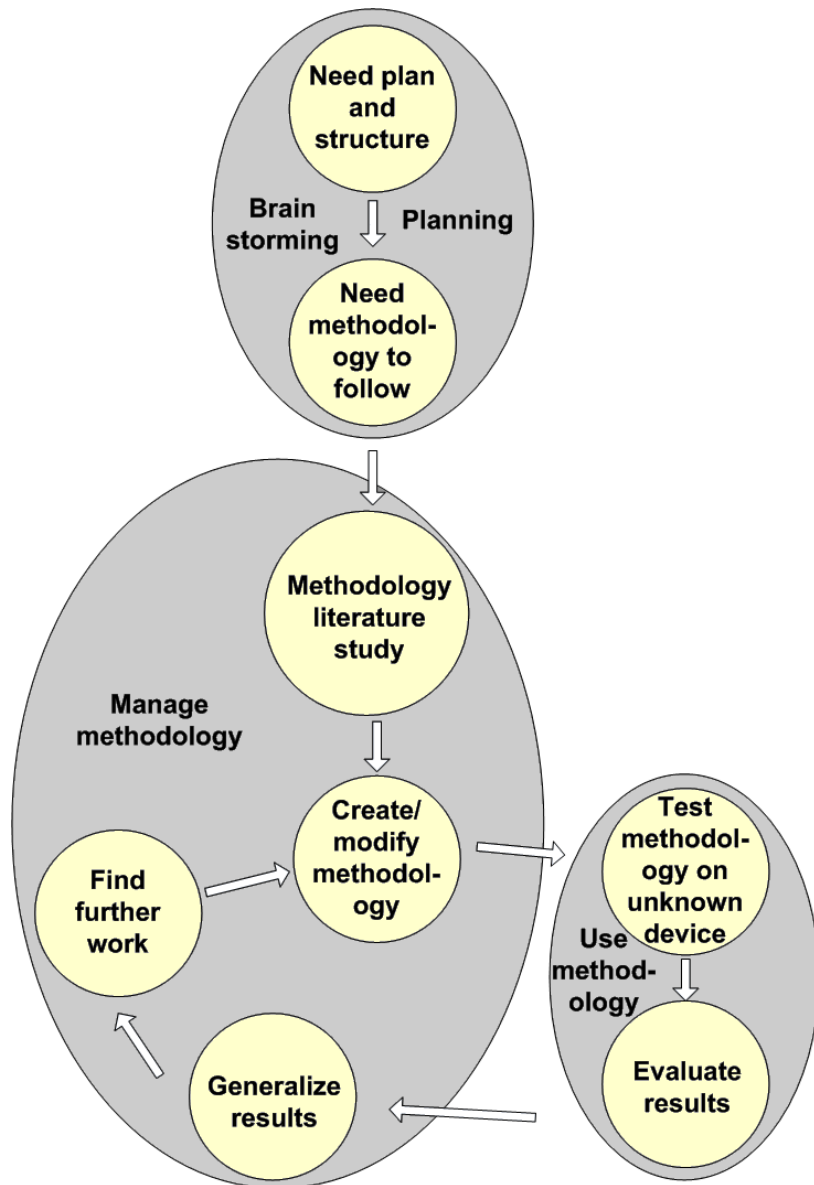 Need plan
and
structure
Brain
storming
Planning
Need
methodol-
ogy to
follow
Methodology
literature
study
Manage
methodology
Create/
modify
methodol-
ogy
Find
further
work
Test
methodol-
ogy on
unknown
device
Use
method-
ology
Generalize
results
Evaluate
results